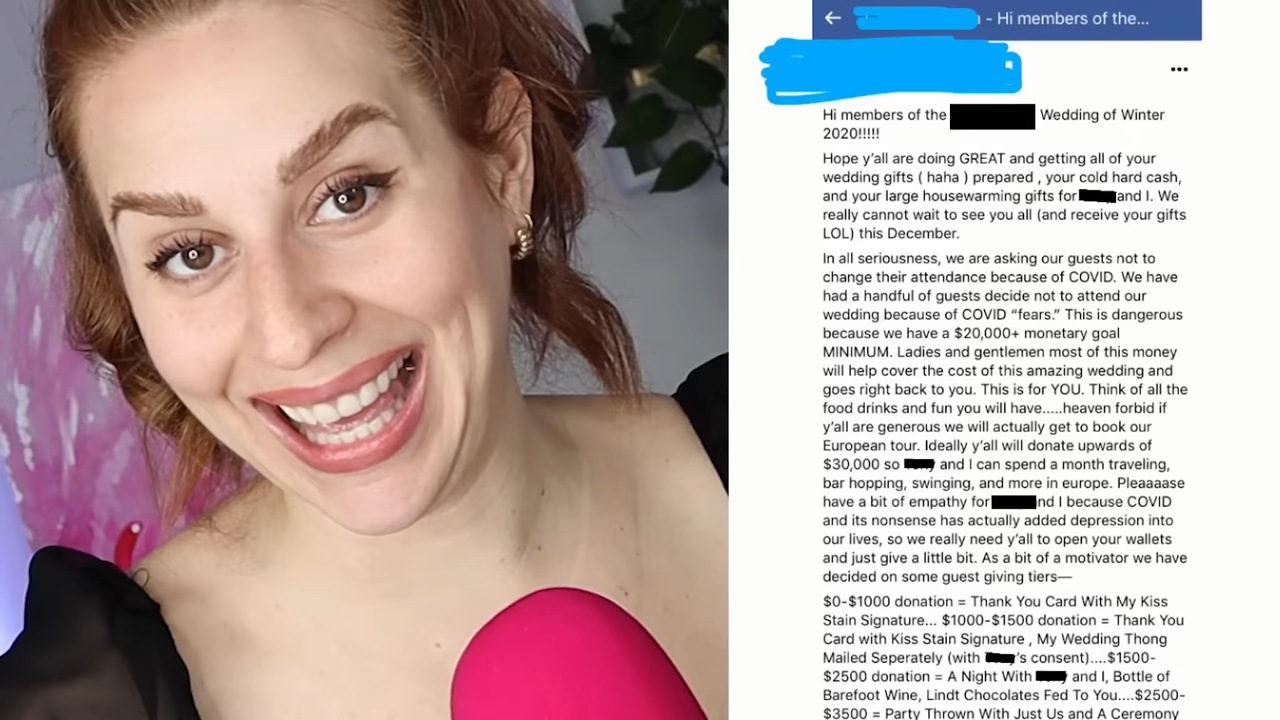 - Hi members of the...
Hi members of the Wedding of Winter
2020!!!!!
Hope y'all are doing GREAT and getting all of your
wedding gifts ( haha ) prepared , your cold hard cash,
and your large housewarming gifts for and I. We
really cannot wait to see you all (and receive your gifts
LOL) this December.
In all seriousness, we are asking our guests not to
change their attendance because of COVID. We have
had a handful of guests decide not to attend our
wedding because of COVID “fears.” This is dangerous
because we have a $20,000+ monetary goal
MINIMUM. Ladies and gentlemen most of this money
will help cover the cost of this amazing wedding and
goes right back to you. This is for YOU. Think of all the
food drinks and fun you will have.....heaven forbid if
y'all are generous we will actually get to book our
European tour. Ideally y'all will donate upwards of
$30,000 so and I can spend a month traveling,
bar hopping, swinging, and more in europe. Pleaaaase
have a bit of empathy for nd I because COVID
and its nonsense has actually added depression into
our lives, so we really need y'all to open your wallets
and just give a little bit. As a bit of a motivator we have
decided on some guest giving tiers—
$0-$1000 donation = Thank You Card With My Kiss
Stain Signature... $1000-$1500 donation = Thank You
Card with Kiss Stain Signature , My Wedding Thong
Mailed Seperately (with 's consent)....$1500-
$2500 donation = A Night With and I, Bottle of
Barefoot Wine, Lindt Chocolates Fed To You....$2500-
$3500 = Party Thrown With Just Us and A Ceremony